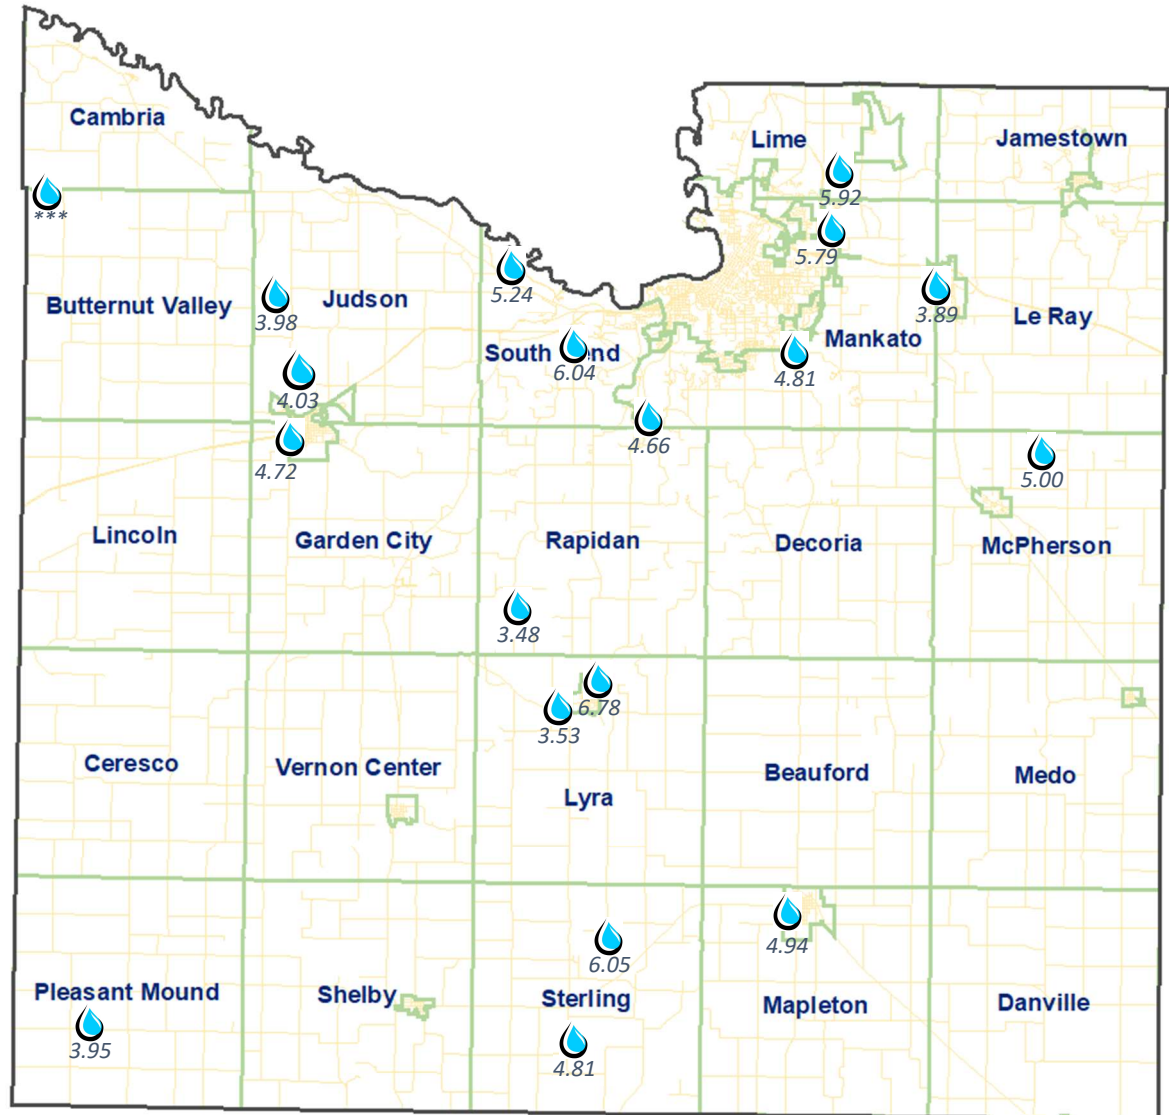 Cambria
Lime
Jamestown
5.92
***
5.79
5.24
Butternut Valley
Judson
3.98
3.89
Le Ray
South end
Mankato
6.04
4.81
4.03
4.66
4.72
5.00
Lincoln
Garden City
Rapidan
Decoria
McPherson
3.48
6.78
3.53
Ceresco
Vernon Center
Beauford
Medo
Lyra
4.94
6.05
Pleasant Mound
Shelby
Sterling
Mapleton
Danville
3.95
4.81